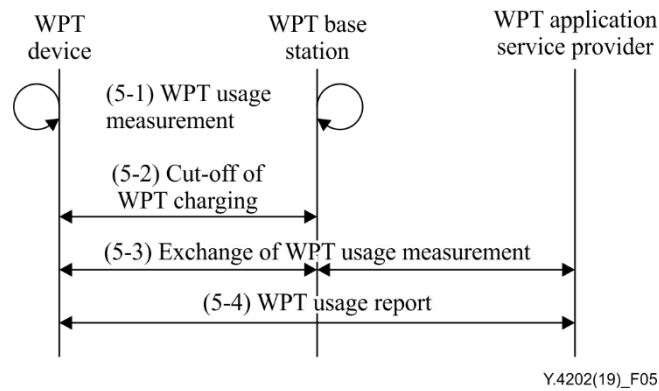 WPT
device
WPT base
station
WPT application
service provider
(5-1) WPT usage
measurement
(5-2) Cut-off of
WPT charging
(5-3) Exchange of WPT usage measurement
(5-4) WPT usage report
Y.4202(19)_F05